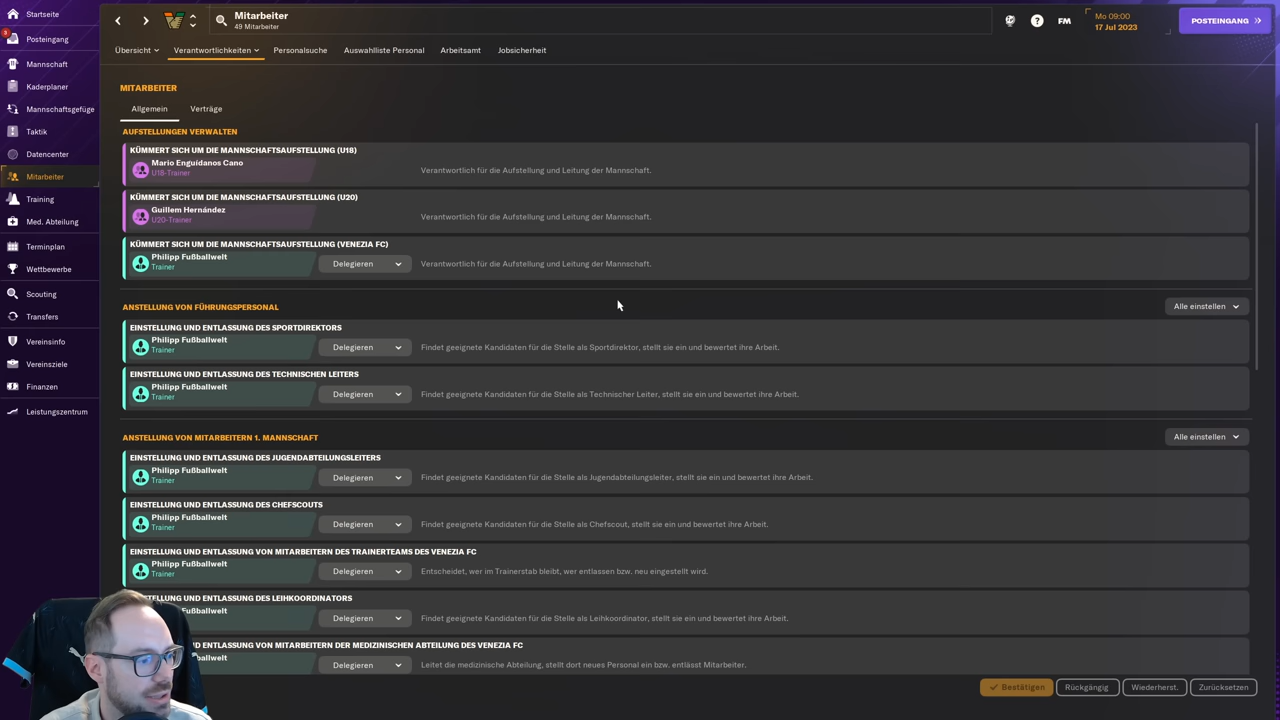 Startseite
3
Posteingang
Mannschaft
Kaderplaner
Mannschaftsgefüge
Taktik
Datencenter
Mitarbeiter
Training
Med. Abteilung
Terminplan
Wettbewerbe
Scouting
Transfers
Vereinsinfo
Vereinsziele
Finanzen
Leistungszentrum
Mitarbeiter
49 Mitarbeiter
?
FM
Mo 09:00
17 Jul 2023
POSTEINGANG
Übersicht
Verantwortlichkeiten
Personalsuche
Auswahlliste Personal
Arbeitsamt
Jobsicherheit
MITARBEITER
Allgemein
Verträge
AUFSTELLUNGEN VERWALTEN
KÜMMERT SICH UM DIE MANNSCHAFTSAUFSTELLUNG (U18)
Mario Enguídanos Cano
U18-Trainer
Verantwortlich für die Aufstellung und Leitung der Mannschaft.
KÜMMERT SICH UM DIE MANNSCHAFTSAUFSTELLUNG (U20)
Guillem Hernández
U20-Trainer
Verantwortlich für die Aufstellung und Leitung der Mannschaft.
KÜMMERT SICH UM DIE MANNSCHAFTSAUFSTELLUNG (VENEZIA FC)
Philipp Fußballwelt
Trainer
Delegieren
Verantwortlich für die Aufstellung und Leitung der Mannschaft.
ANSTELLUNG VON FÜHRUNGSPERSONAL
Alle einstellen
EINSTELLUNG UND ENTLASSUNG DES SPORTDIREKTORS
Philipp Fußballwelt
Trainer
Delegieren
Findet geeignete Kandidaten für die Stelle als Sportdirektor, stellt sie ein und bewertet ihre Arbeit.
EINSTELLUNG UND ENTLASSUNG DES TECHNISCHEN LEITERS
Philipp Fußballwelt
Trainer
Delegieren
Findet geeignete Kandidaten für die Stelle als Technischer Leiter, stellt sie ein und bewertet ihre Arbeit.
ANSTELLUNG VON MITARBEITERN 1. MANNSCHAFT
Alle einstellen
EINSTELLUNG UND ENTLASSUNG DES JUGENDABTEILUNGSLEITERS
Philipp Fußballwelt
Trainer
Delegieren
Findet geeignete Kandidaten für die Stelle als Jugendabteilungsleiter, stellt sie ein und bewertet ihre Arbeit.
EINSTELLUNG UND ENTLASSUNG DES CHEFSCOUTS
Philipp Fußballwelt
Trainer
Delegieren
Findet geeignete Kandidaten für die Stelle als Chefscout, stellt sie ein und bewertet ihre Arbeit.
EINSTELLUNG UND ENTLASSUNG VON MITARBEITERN DES TRAINERTEAMS DES VENEZIA FC
Philipp Fußballwelt
Trainer
Delegieren
Entscheidet, wer im Trainerstab bleibt, wer entlassen bzw. neu eingestellt wird.
UND ENTLASSUNG DES LEIHKOORDINATORS
Delegieren
Findet geeignete Kandidaten für die Stelle als Leihkoordinator, stellt sie ein und bewertet ihre Arbeit.
ENTLASSUNG VON MITARBEITERN DER MEDIZINISCHEN ABTEILUNG DES VENEZIA FC
Delegieren
Leitet die medizinische Abteilung, stellt dort neues Personal ein bzw. entlässt Mitarbeiter.
Bestätigen
Rückgängig
Wiederherst.
Zurücksetzen